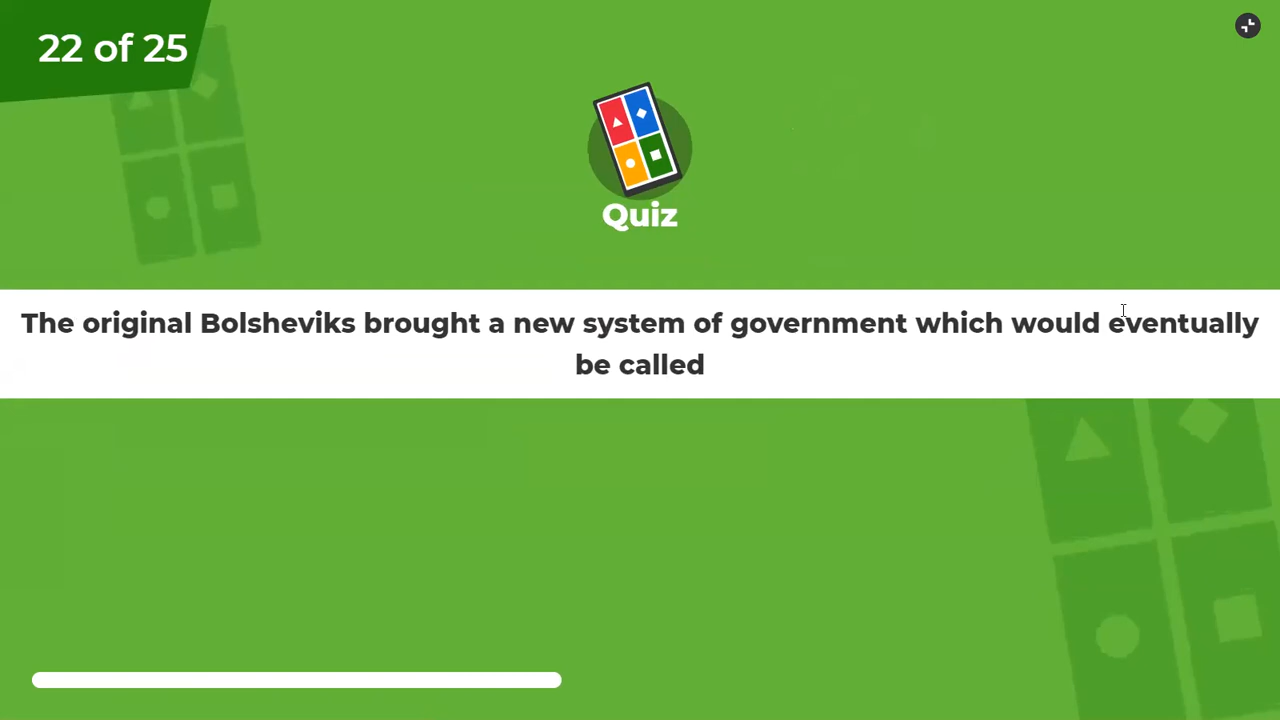 22 of 25
Quiz
The original Bolsheviks brought a new system of government which would eventually
be called